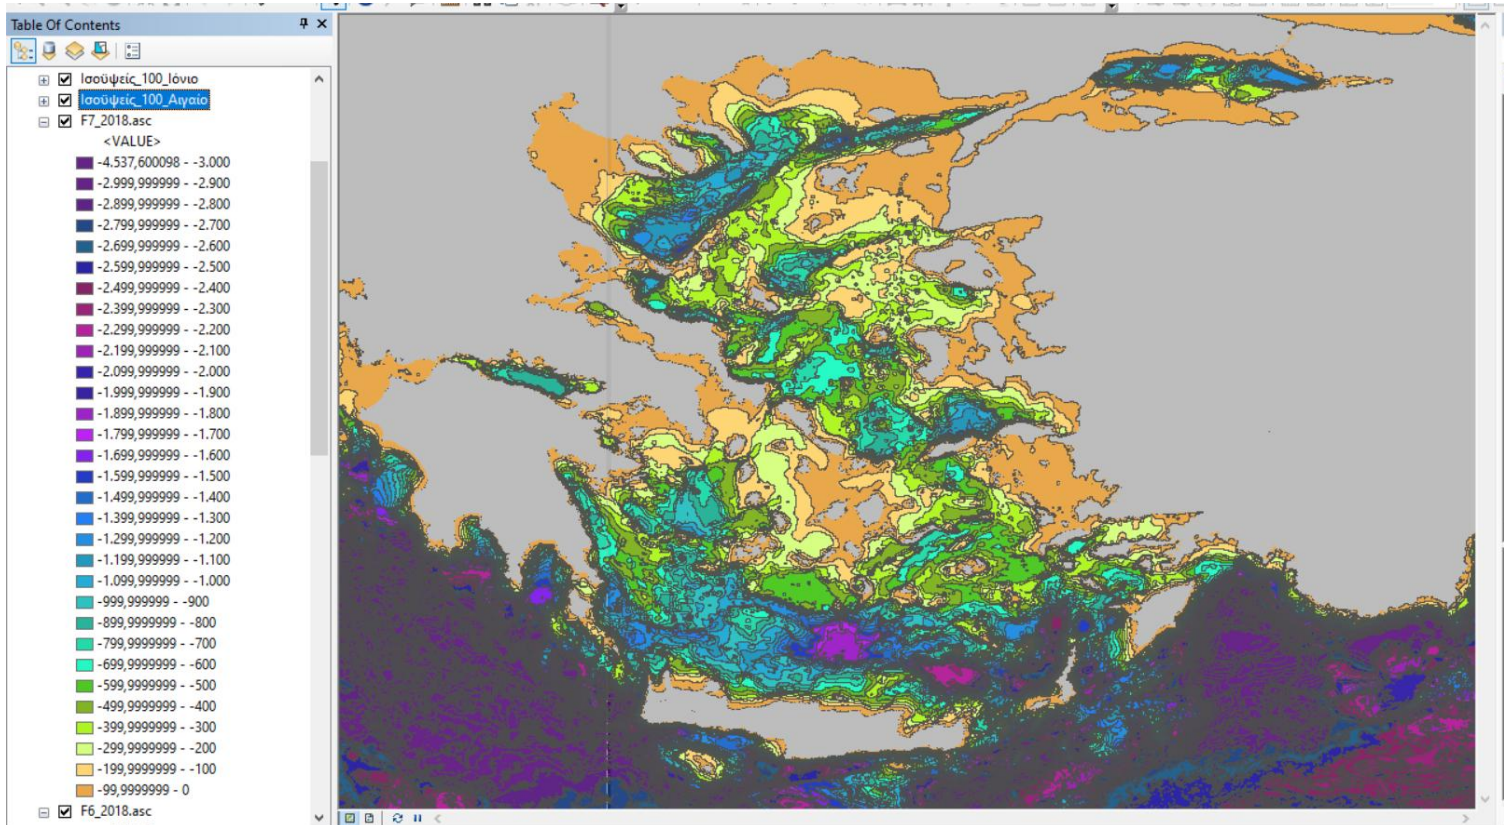 Table Of Contents
Ισοϋψείς_100_Ιόνιο
Ισοϋψείς_100_Αιγαίο
F7_2018.asc
<VALUE>
-4.537,600098 - -3.000
-2.999,999999 - -2.900
-2.899,999999 - -2.800
-2.799,999999 - -2.700
-2.699,999999 - -2.600
-2.599,999999 - -2.500
-2.499,999999 - -2.400
-2.399,999999 - -2.300
-2.299,999999 - -2.200
-2.199,999999 - -2.100
-2.099,999999 - -2.000
-1.999,999999 - -1.900
-1.899,999999 - -1.800
-1.799,999999 - -1.700
-1.699,999999 - -1.600
-1.599,999999 - -1.500
-1.499,999999 - -1.400
-1.399,999999 - -1.300
-1.299,999999 - -1.200
-1.199,999999 - -1.100
-1.099,999999 - -1.000
-999,999999 - -900
-899,9999999 - -800
-799,9999999 - -700
-699,9999999 - -600
-599,9999999 - -500
-499,9999999 - -400
-399,9999999 - -300
-299,9999999 - -200
-199,9999999 - -100
-99,9999999 - 0
F6_2018.asc